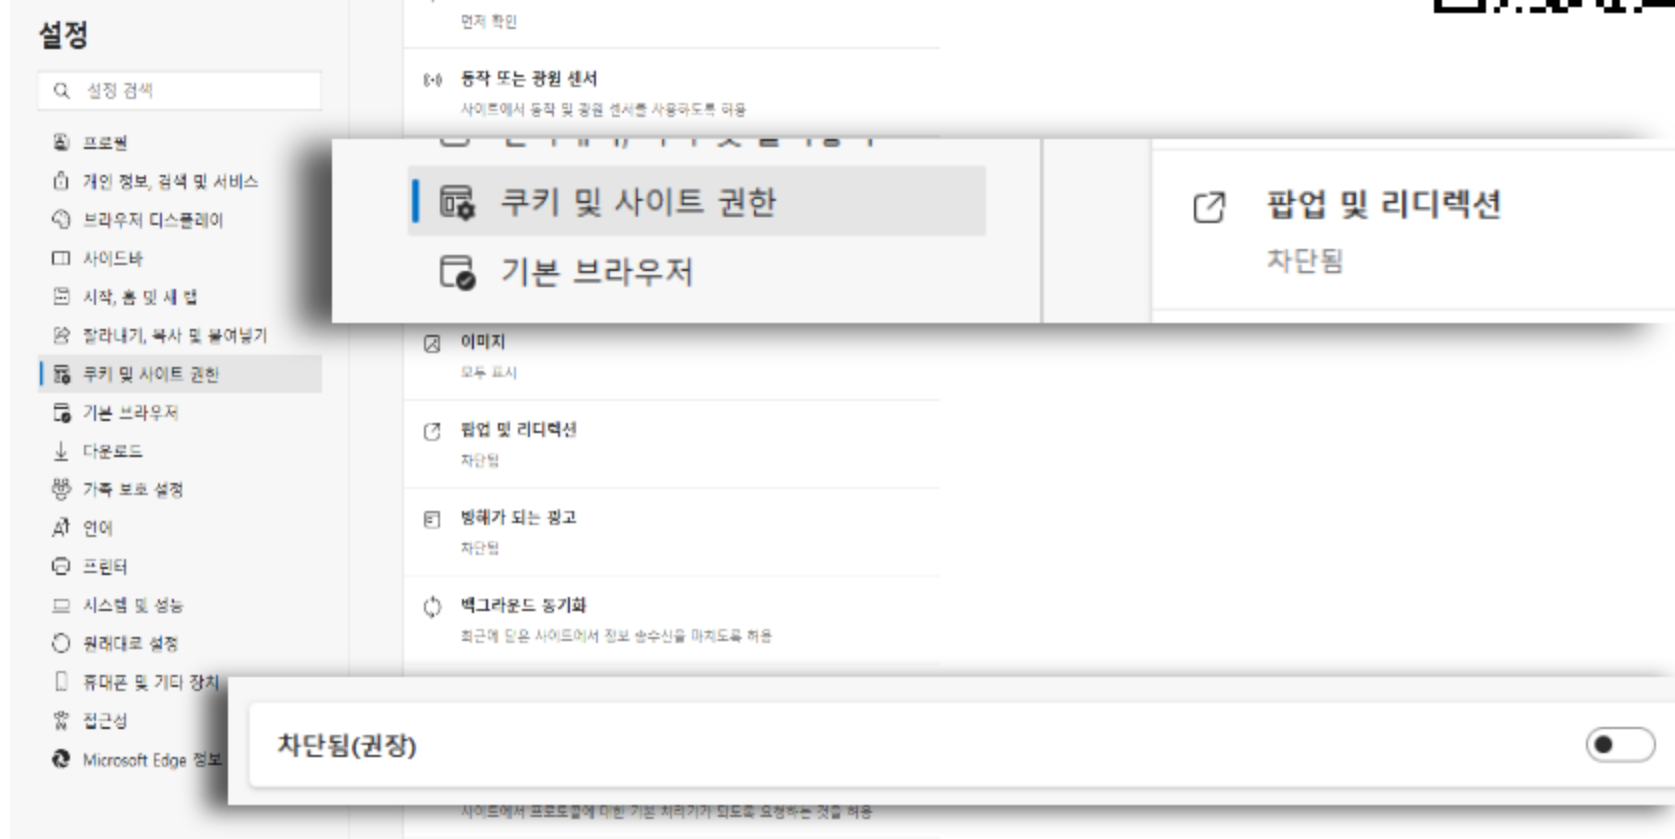 설정
설정 검색
프로필
개인 정보, 검색 및 서비스
브라우저 디스플레이
사이드바
시작, 홈 및 새 탭
잘라내기, 복사 및 붙여넣기
쿠키 및 사이트 권한
기본 브라우저
다운로드
가족 보호 설정
언어
프린터
시스템 및 성능
원래대로 설정
휴대폰 및 기타 장치
접근성
Microsoft Edge 정보
먼저 확인
동작 또는 광원 센서
사이트에서 동작 및 광원 센서를 사용하도록 허용
쿠키 및 사이트 권한
기본 브라우저
팝업 및 리디렉션
차단됨
이미지
모두 표시
팝업 및 리디렉션
차단됨
방해가 되는 광고
차단됨
백그라운드 동기화
최근에 닫은 사이트에서 정보 송수신을 마치도록 허용
차단됨(권장)
사이트에서 프로토콜에 대한 기본 처리기가 되도록 요청하는 것을 허용